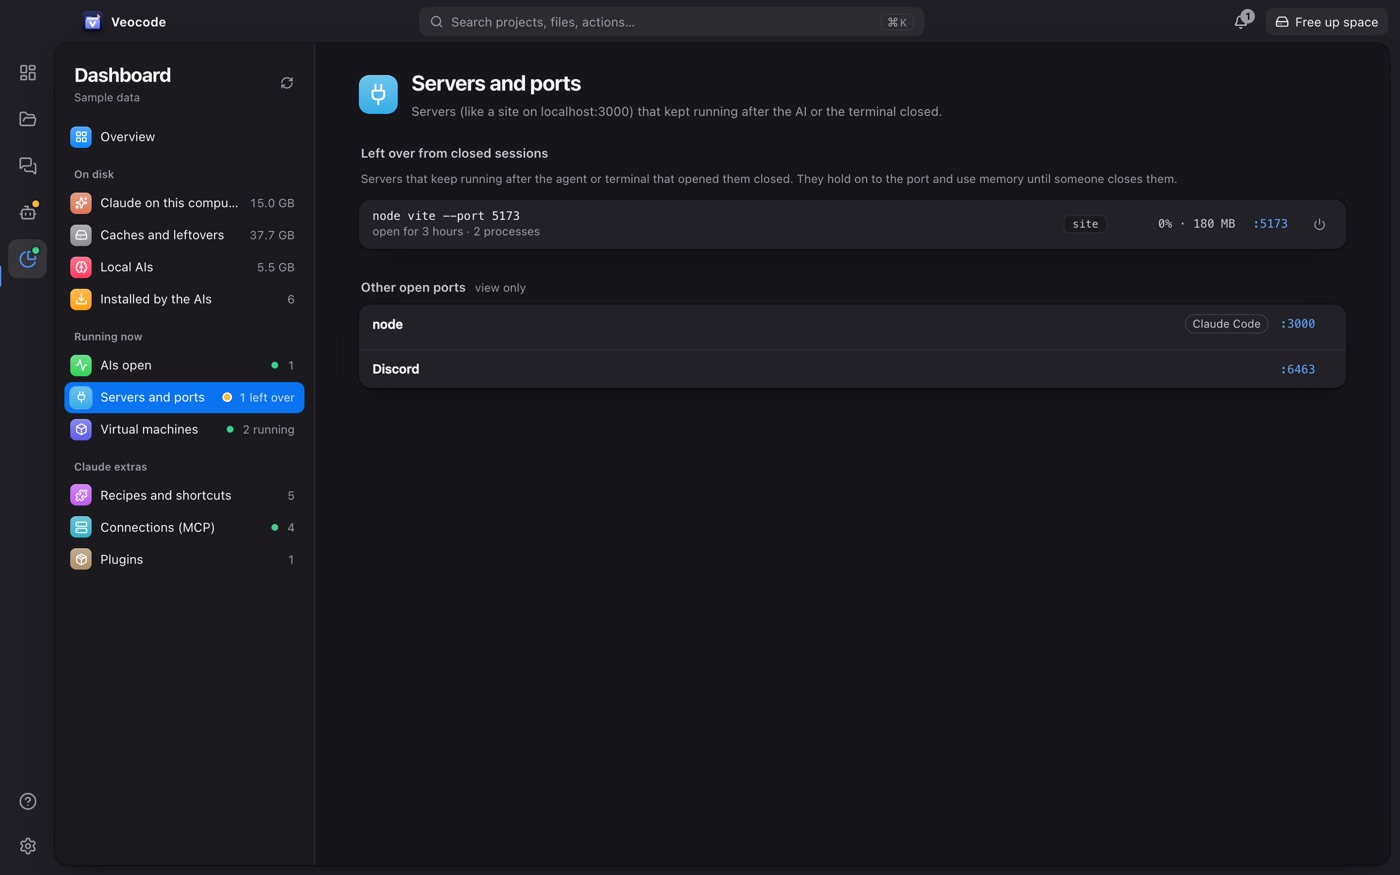 Veocode
Search projects, files, actions...
⌘K
1
Free up space
Dashboard
Sample data
Overview
On disk
Claude on this compu... 15.0 GB
Caches and leftovers 37.7 GB
Local AIs 5.5 GB
Installed by the AIs 6
Running now
AIs open 1
Servers and ports 1 left over
Virtual machines 2 running
Claude extras
Recipes and shortcuts 5
Connections (MCP) 4
Plugins 1
Servers and ports
Servers (like a site on localhost:3000) that kept running after the AI or the terminal closed.
Left over from closed sessions
Servers that keep running after the agent or terminal that opened them closed. They hold on to the port and use memory until someone closes them.
node vite --port 5173
open for 3 hours · 2 processes
site 0% · 180 MB :5173
Other open ports view only
node Claude Code :3000
Discord :6463